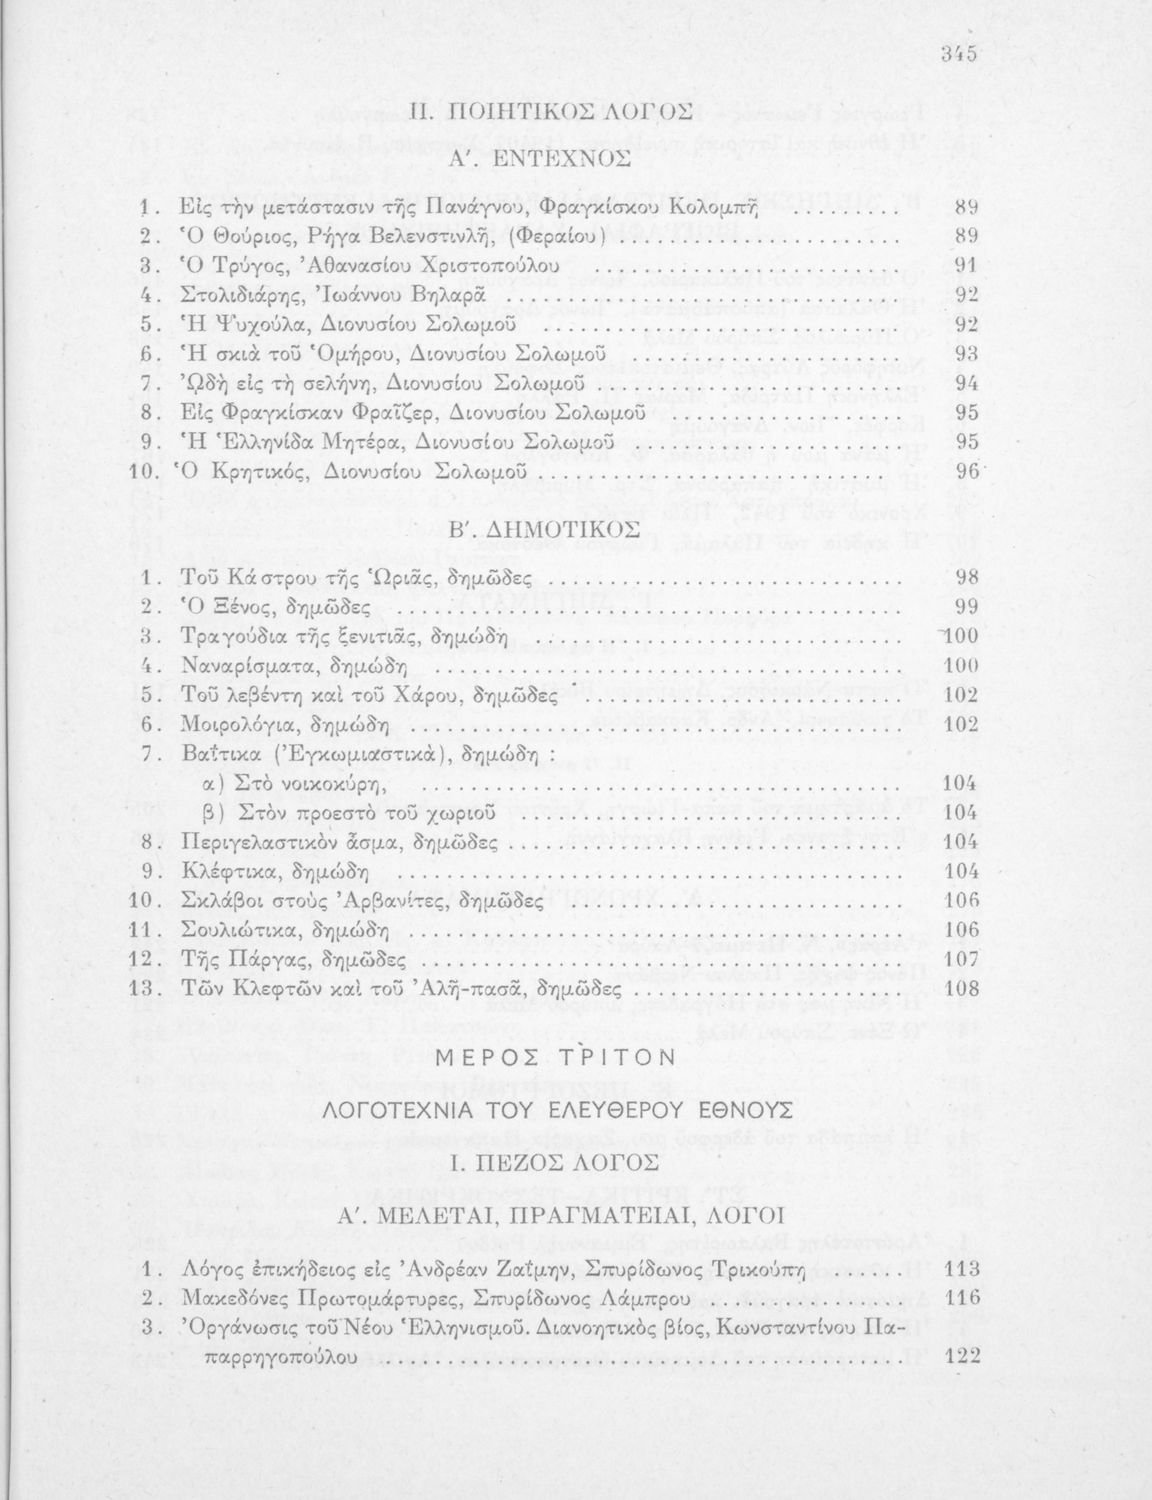 345
II. ΠΟΙΗΤΙΚΟΣ ΛΟΓΟΣ
Α'. ΕΝΤΕΧΝΟΣ
1. Εἰς τὴν μετάστασιν τῆς Πανάγνου, Φραγκίσκου Κολομπῆ ......... 89
2. Ὁ Θούριος, Ρήγα Βελενστινλῆ, (Φεραίου) ....................... 89
3. Ὁ Τρύγος, Ἀθανασίου Χριστοπούλου ......................... 91
4. Στολιδιάρης, Ἰωάννου Βηλαρᾶ ................................ 92
5. Ἡ Ψυχούλα, Διονυσίου Σολωμοῦ ............................. 92
6. Ἡ σκιὰ τοῦ Ὁμήρου, Διονυσίου Σολωμοῦ ...................... 93
7. Ὠδὴ εἰς τὴ σελήνη, Διονυσίου Σολωμοῦ ......................... 94
8. Εἰς Φραγκίσκαν Φραῖζερ, Διονυσίου Σολωμοῦ ................... 95
9. Ἡ Ἑλληνίδα Μητέρα, Διονυσίου Σολωμοῦ ...................... 95
10. Ὁ Κρητικός, Διονυσίου Σολωμοῦ ............................. 96
Β'. ΔΗΜΟΤΙΚΟΣ
1. Τοῦ Κάστρου τῆς Ὡριᾶς, δημῶδες ............................. 98
2. Ὁ Ξένος, δημῶδες .......................................... 99
3. Τραγούδια τῆς ξενιτιᾶς, δημώδη .............................. 100
4. Ναναρίσματα, δημώδη ....................................... 100
5. Τοῦ λεβέντη καὶ τοῦ Χάρου, δημῶδες .......................... 102
6. Μοιρολόγια, δημώδη ........................................... 102
7. Βαΐτικα (Ἐγκωμιαστικὰ), δημώδη :
α) Στὸ νοικοκύρη, ........................................ 104
β) Στὸν προεστὸ τοῦ χωριοῦ ................................ 104
8. Περιγελαστικὸν ἆσμα, δημῶδες ................................. 104
9. Κλέφτικα, δημώδη .......................................... 104
10. Σκλάβοι στοὺς Ἀρβανίτες, δημῶδες ............................ 106
11. Σουλιώτικα, δημώδη ......................................... 106
12. Τῆς Πάργας, δημῶδες ........................................ 107
13. Τῶν Κλεφτῶν καὶ τοῦ Ἀλῆ-πασᾶ, δημῶδες ...................... 108
ΜΕΡΟΣ ΤΡΙΤΟΝ
ΛΟΓΟΤΕΧΝΙΑ ΤΟΥ ΕΛΕΥΘΕΡΟΥ ΕΘΝΟΥΣ
Ι. ΠΕΖΟΣ ΛΟΓΟΣ
Α'. ΜΕΛΕΤΑΙ, ΠΡΑΓΜΑΤΕΙΑΙ, ΛΟΓΟΙ
1. Λόγος ἐπικήδειος εἰς Ἀνδρέαν Ζαΐμην, Σπυρίδωνος Τρικούπη ...... 113
2. Μακεδόνες Πρωτομάρτυρες, Σπυρίδωνος Λάμπρου ................ 116
3. Ὀργάνωσις τοῦ Νέου Ἑλληνισμοῦ. Διανοητικὸς βίος, Κωνσταντίνου Πα-
παρρηγοπούλου ........................................... 122